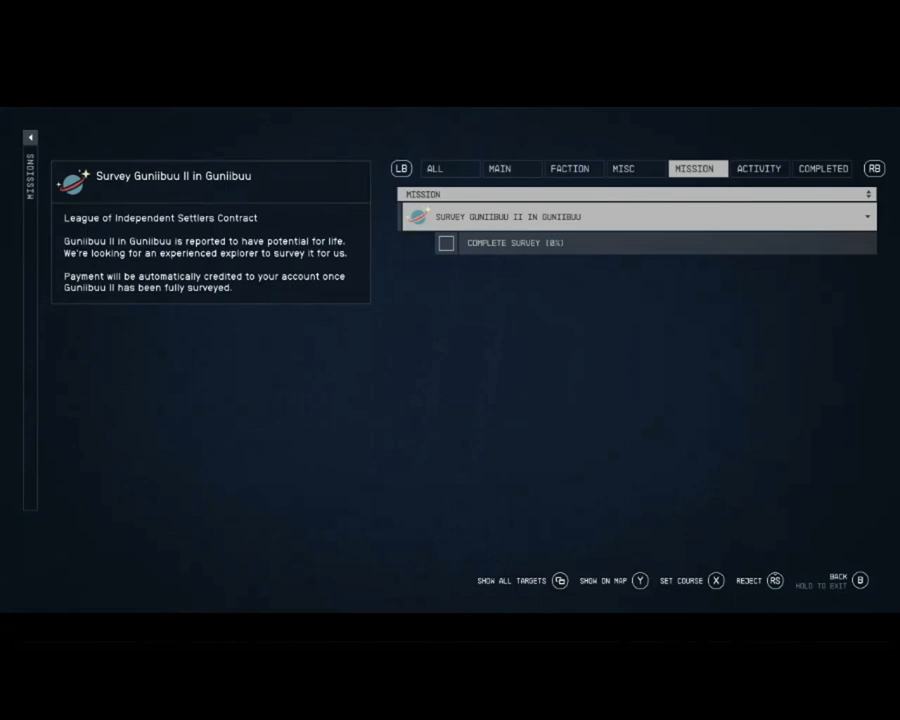 MISSIONS
Survey Guniibuu II in Guniibuu
League of Independent Settlers Contract
Guniibuu II in Guniibuu is reported to have potential for life.
We're looking for an experienced explorer to survey it for us.
Payment will be automatically credited to your account once
Guniibuu II has been fully surveyed.
LB ALL MAIN FACTION MISC MISSION ACTIVITY COMPLETED RB
MISSION
SURVEY GUNIIBUU II IN GUNIIBUU
COMPLETE SURVEY (0%)
SHOW ALL TARGETS SHOW ON MAP Y SET COURSE X REJECT RS BACK B
HOLD TO EXIT